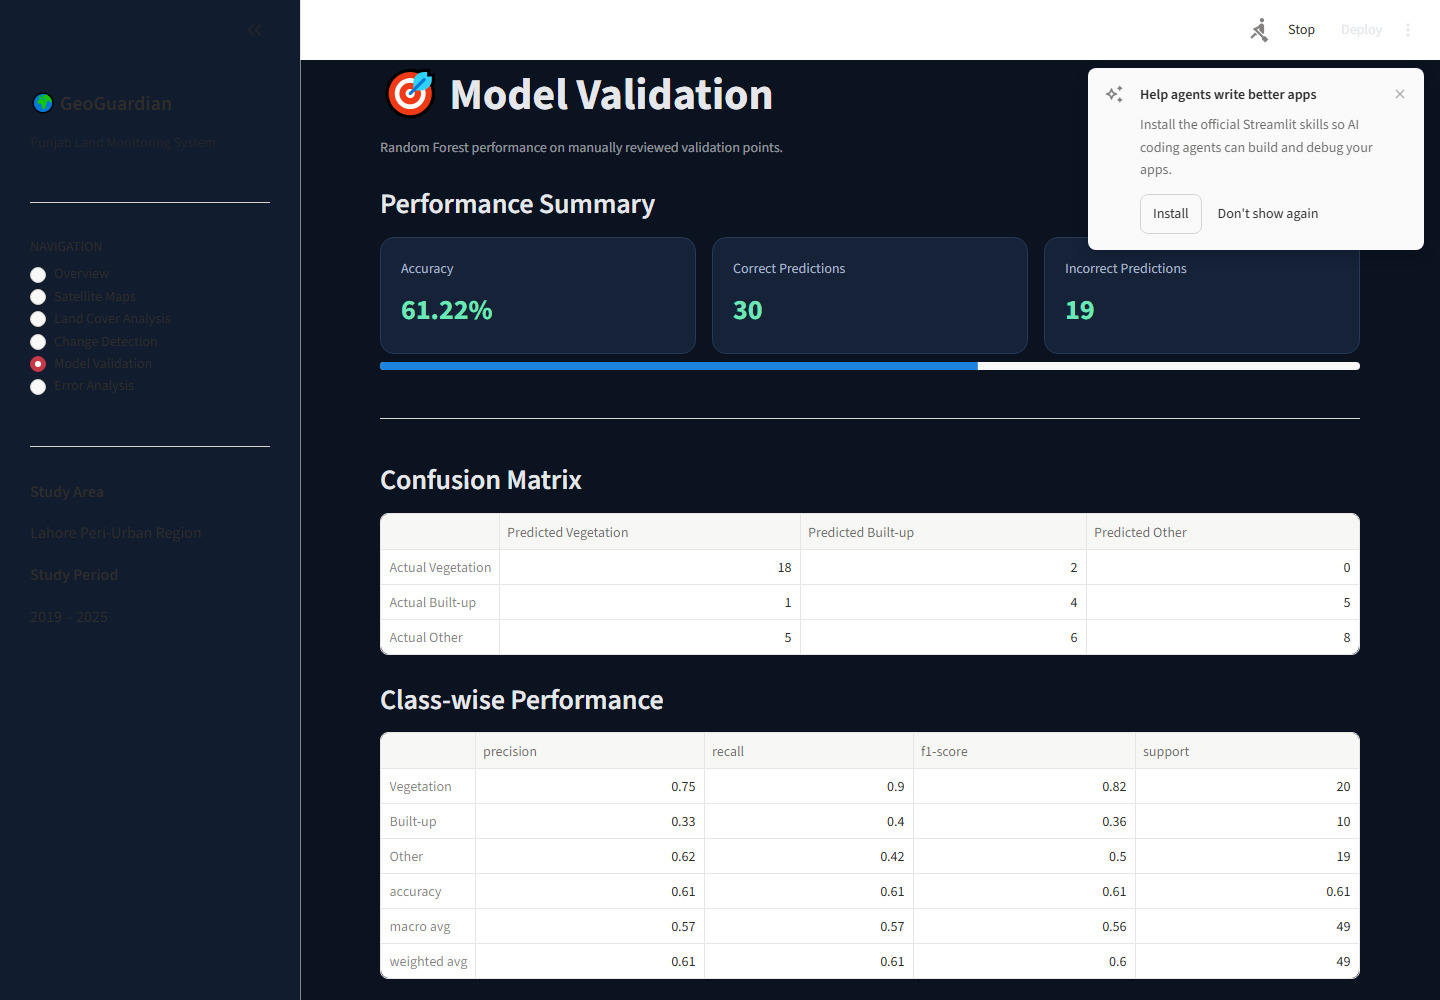 GeoGuardian
Punjab Land Monitoring System
NAVIGATION
Overview
Satellite Maps
Land Cover Analysis
Change Detection
Model Validation
Error Analysis
Study Area
Lahore Peri-Urban Region
Study Period
2019 – 2025
Stop
Deploy
Help agents write better apps
Install the official Streamlit skills so AI
coding agents can build and debug your
apps.
Install Don't show again
Model Validation
Random Forest performance on manually reviewed validation points.
Performance Summary
Accuracy Correct Predictions Incorrect Predictions
61.22% 30 19
Confusion Matrix
Predicted Vegetation Predicted Built-up Predicted Other
Actual Vegetation 18 2 0
Actual Built-up 1 4 5
Actual Other 5 6 8
Class-wise Performance
precision recall f1-score support
Vegetation 0.75 0.9 0.82 20
Built-up 0.33 0.4 0.36 10
Other 0.62 0.42 0.5 19
accuracy 0.61 0.61 0.61 0.61
macro avg 0.57 0.57 0.56 49
weighted avg 0.61 0.61 0.6 49